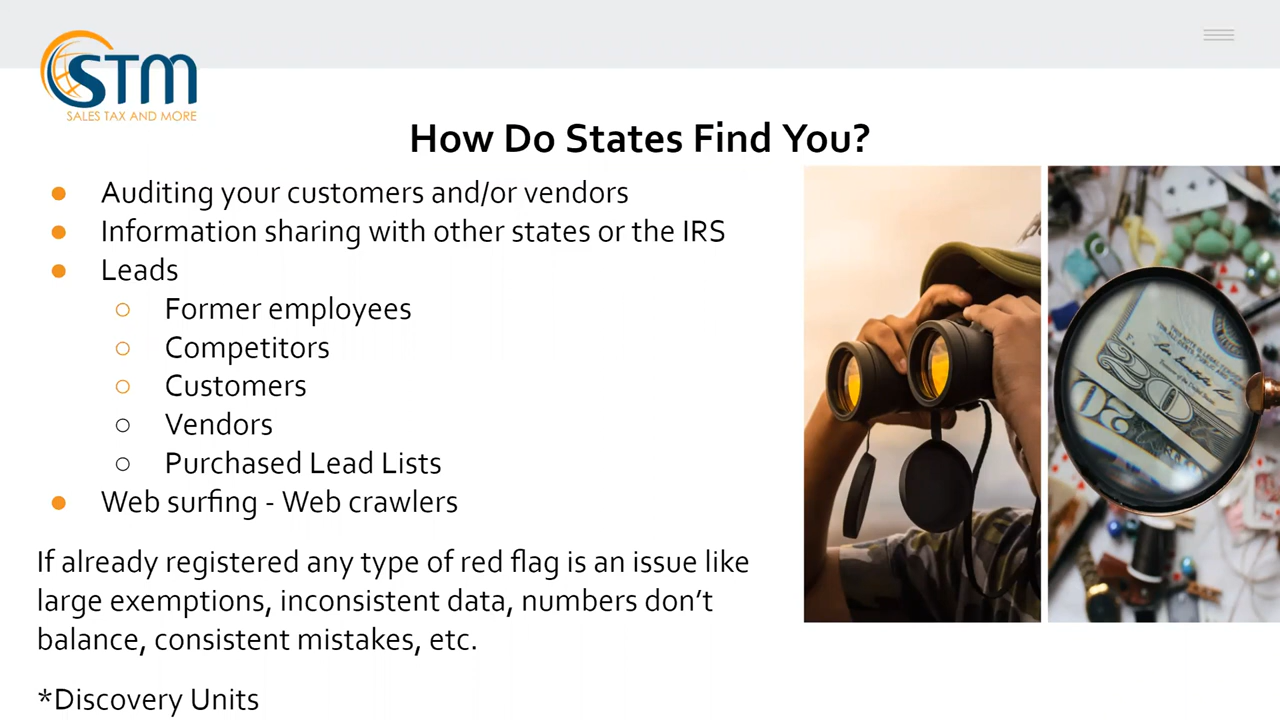 STM
SALES TAX AND MORE
How Do States Find You?
● Auditing your customers and/or vendors
● Information sharing with other states or the IRS
● Leads
○ Former employees
○ Competitors
○ Customers
○ Vendors
○ Purchased Lead Lists
● Web surfing - Web crawlers
If already registered any type of red flag is an issue like
large exemptions, inconsistent data, numbers don't
balance, consistent mistakes, etc.
*Discovery Units
20
20